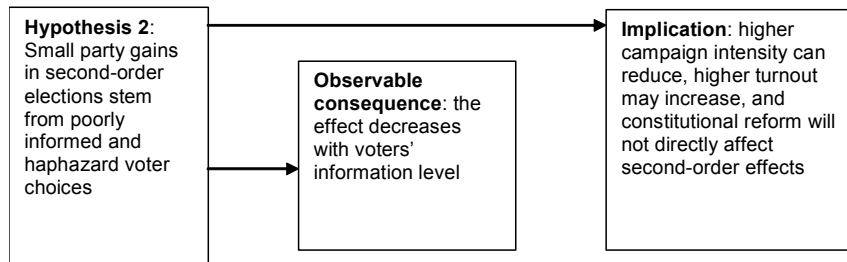 Hypothesis 2:
Small party gains
in second-order
elections stem
from poorly
informed and
haphazard voter
choices
Observable
consequence: the
effect decreases
with voters'
information level
Implication: higher
campaign intensity can
reduce, higher turnout
may increase, and
constitutional reform will
not directly affect
second-order effects